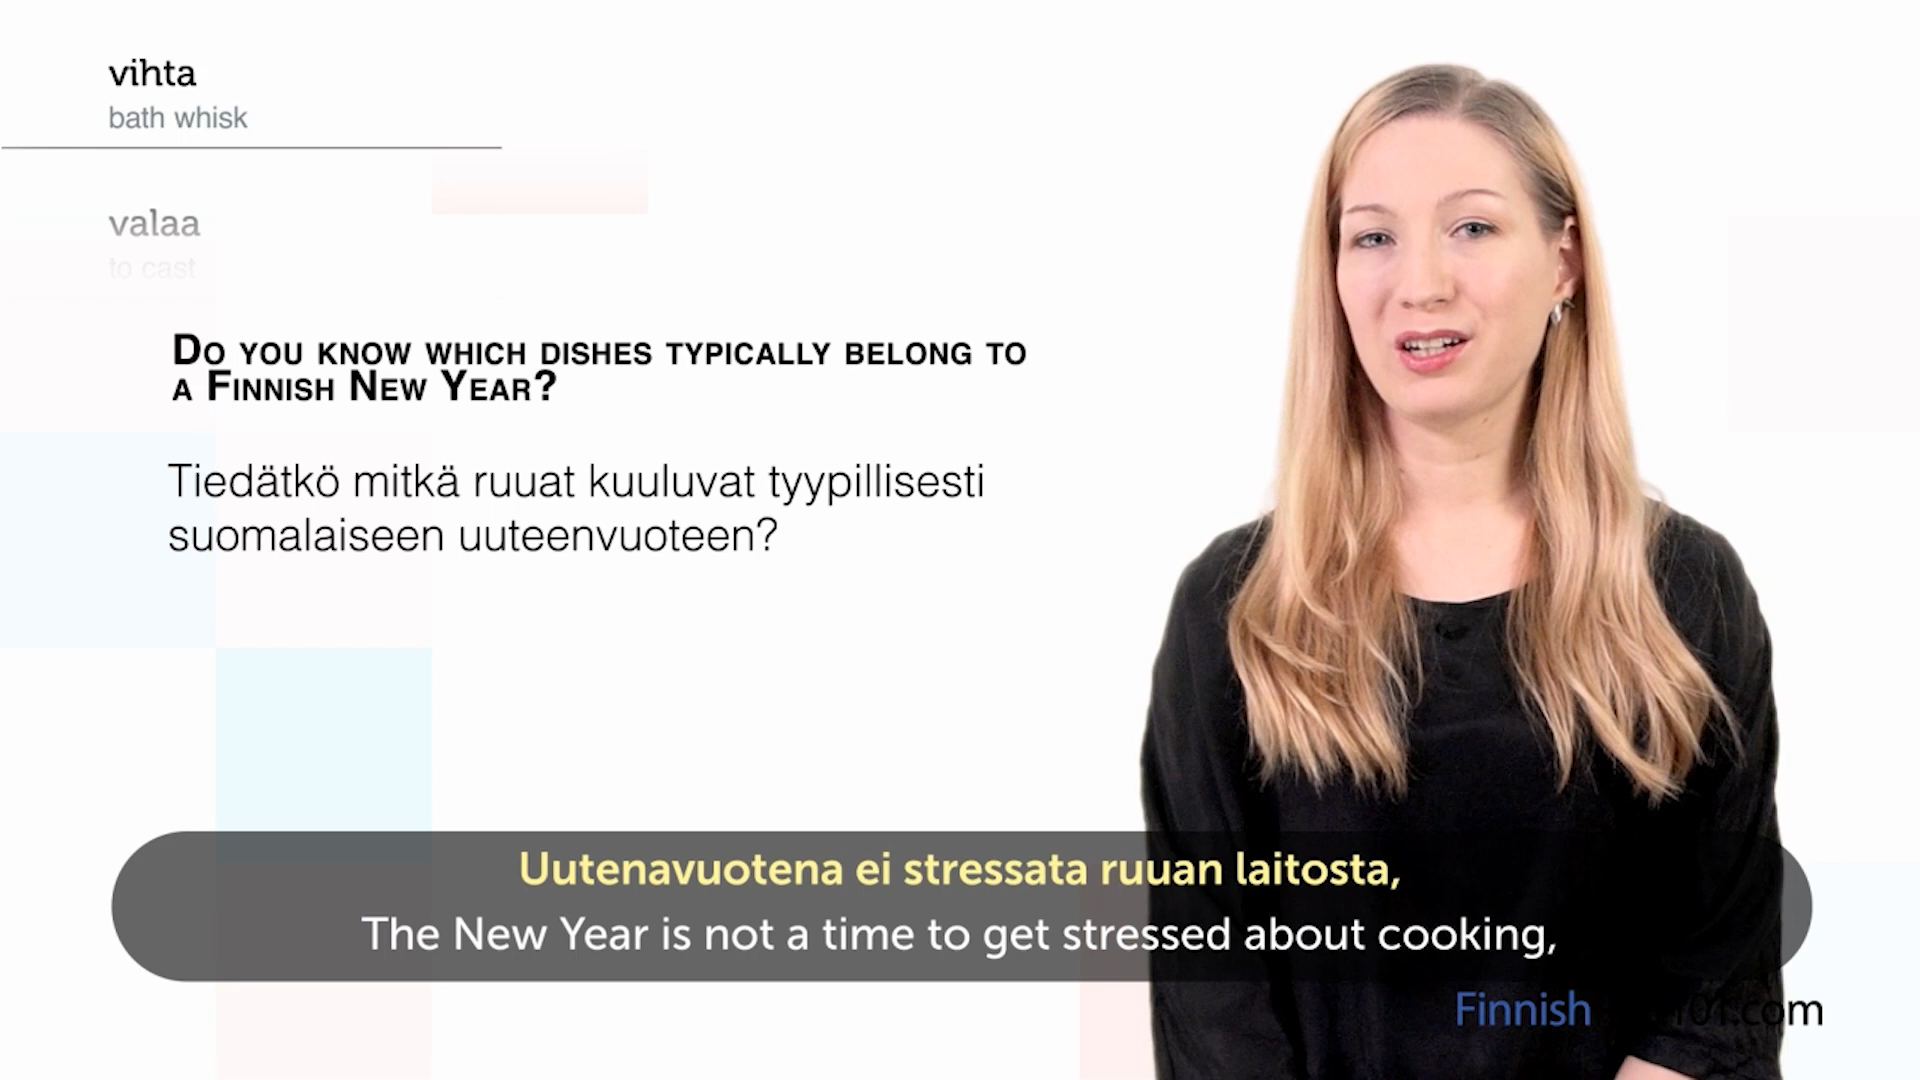 vihta
bath whisk
valaa
to cast
Do you know which dishes typically belong to
a Finnish New Year?
Tiedätkö mitkä ruuat kuuluvat tyypillisesti
suomalaiseen uuteenvuoteen?
Uutenavuotena ei stressata ruuan laitosta,
The New Year is not a time to get stressed about cooking,
Finnish 101.com